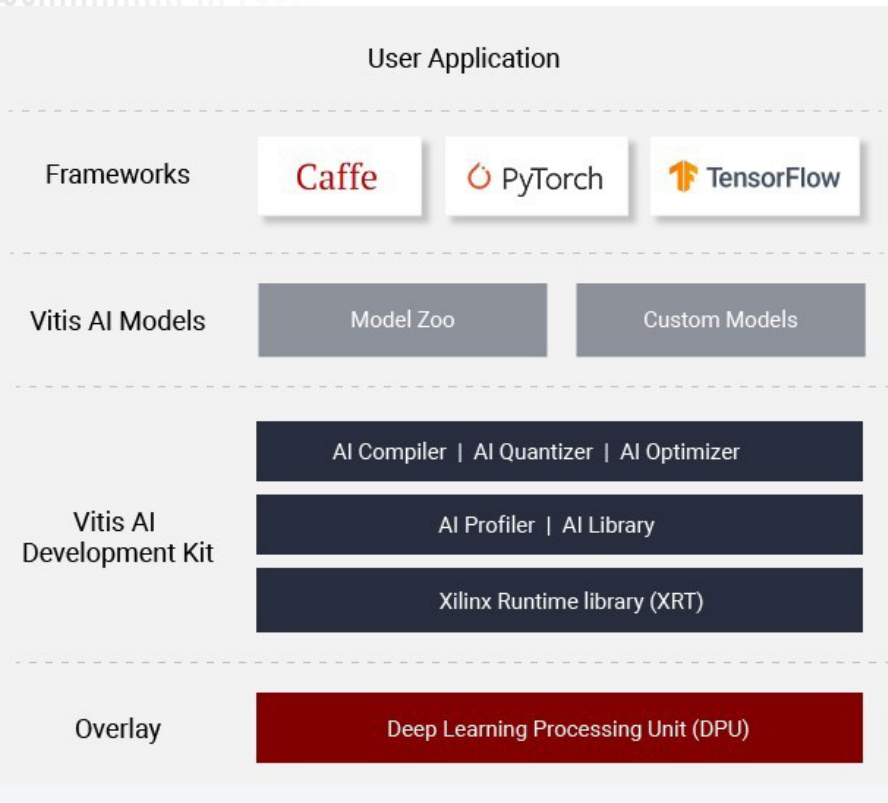 User Application
Frameworks
Caffe
PyTorch
TensorFlow
Vitis AI Models
Model Zoo
Custom Models
Vitis AI
Development Kit
AI Compiler | AI Quantizer | AI Optimizer
AI Profiler | AI Library
Xilinx Runtime library (XRT)
Overlay
Deep Learning Processing Unit (DPU)